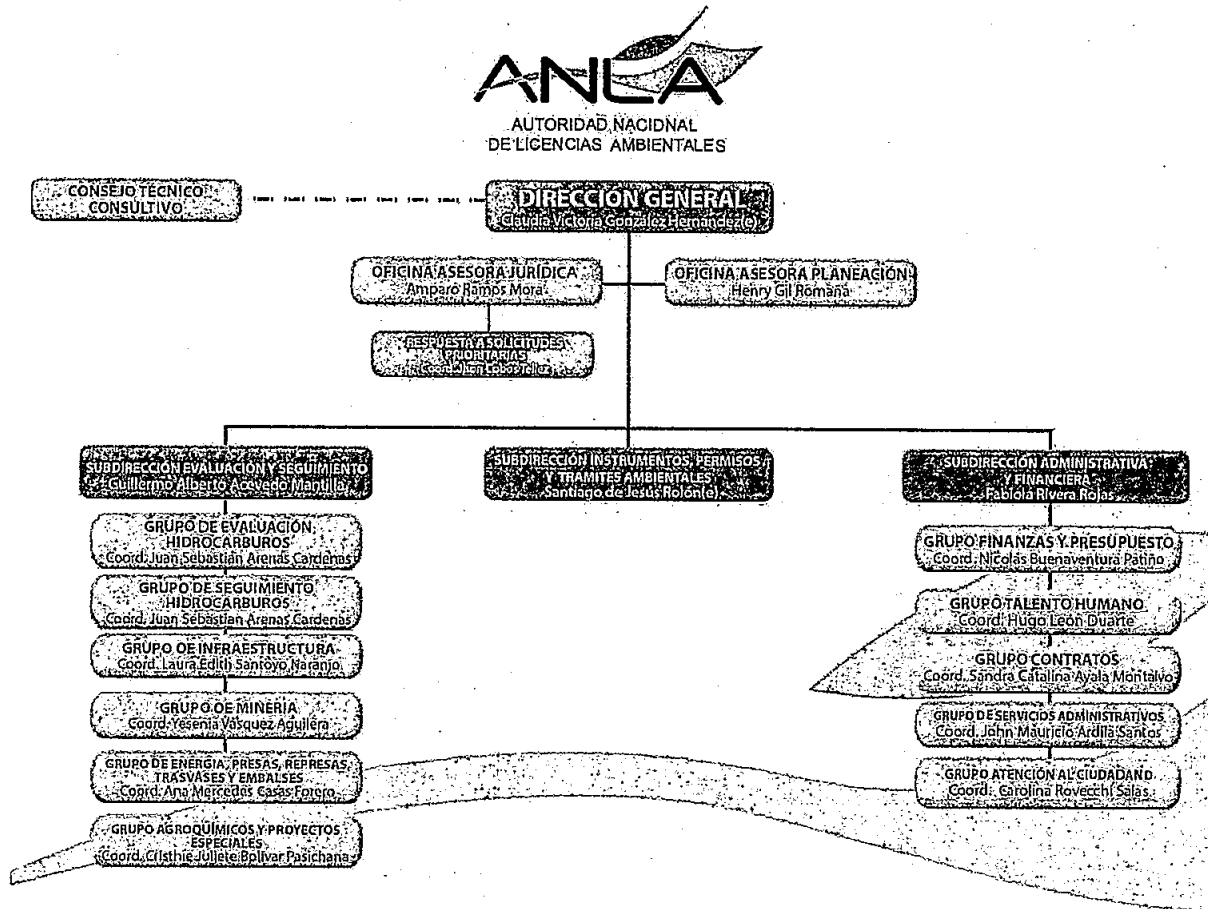 ANLA
AUTORIDAD NACIONAL
DE LICENCIAS AMBIENTALES
CONSEJO TÉCNICO
CONSULTIVO
DIRECCIÓN GENERAL
Claudia Victoria González Hernández(e)
OFICINA ASESORA JURÍDICA
Amparo Ramos Mora
OFICINA ASESORA PLANEACIÓN
Henry Gil Romaña
RESPUESTA A SOLICITUDES
PRIORITARIAS
Coord. Jhon Cobos Tellez
SUBDIRECCIÓN EVALUACIÓN Y SEGUIMIENTO
Guillermo Alberto Acevedo Mantilla
SUBDIRECCIÓN INSTRUMENTOS, PERMISOS
Y TRÁMITES AMBIENTALES
Santiago de Jesús Rolón(e)
SUBDIRECCIÓN ADMINISTRATIVA
Y FINANCIERA
Fabiola Rivera Rojas
GRUPO DE EVALUACIÓN
HIDROCARBUROS
Coord. Juan Sebastián Arenas Cardenas
GRUPO DE SEGUIMIENTO
HIDROCARBUROS
Coord. Juan Sebastián Arenas Cardenas
GRUPO DE INFRAESTRUCTURA
Coord. Laura Edith Santoyo Naranjo
GRUPO DE MINERÍA
Coord. Yesenia Vásquez Aguilera
GRUPO DE ENERGÍA, PRESAS, REPRESAS,
TRASVASES Y EMBALSES
Coord. Ana Mercedes Casas Forero
GRUPO AGROQUÍMICOS Y PROYECTOS
ESPECIALES
Coord. Cristhie Juliete Bolívar Pasichana
GRUPO FINANZAS Y PRESUPUESTO
Coord. Nicolás Buenaventura Patiño
GRUPO TALENTO HUMANO
Coord. Hugo León Duarte
GRUPO CONTRATOS
Coord. Sandra Catalina Ayala Montalvo
GRUPO DE SERVICIOS ADMINISTRATIVOS
Coord. John Mauricio Ardila Santos
GRUPO ATENCIÓN AL CIUDADANO
Coord. Carolina Rovecchi Salas